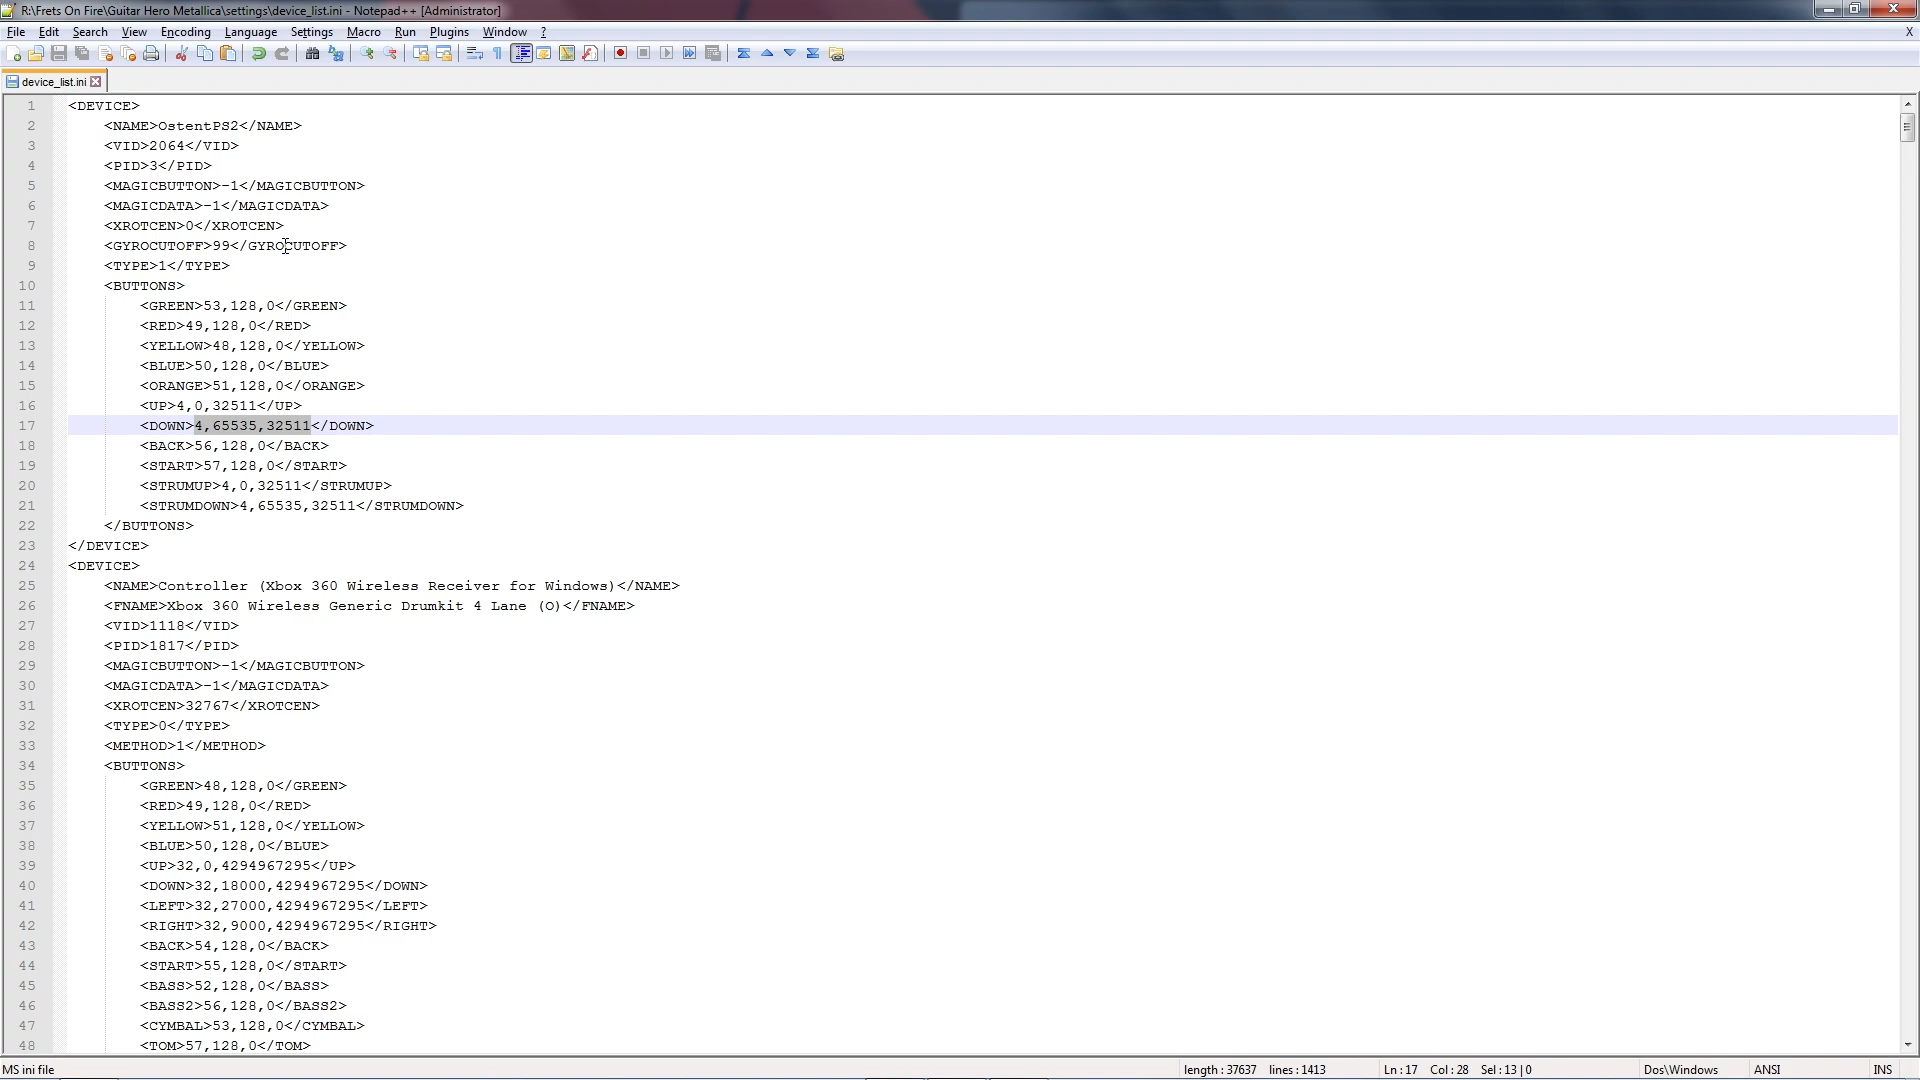 R:\Frets On Fire\Guitar Hero Metallica\settings\device_list.ini - Notepad++ [Administrator]
File Edit Search View Encoding Language Settings Macro Run Plugins Window ? X
device_list.ini
1 <DEVICE>
2 <NAME>OstentPS2</NAME>
3 <VID>2064</VID>
4 <PID>3</PID>
5 <MAGICBUTTON>-1</MAGICBUTTON>
6 <MAGICDATA>-1</MAGICDATA>
7 <XROTCEN>0</XROTCEN>
8 <GYROCUTOFF>99</GYROCUTOFF>
9 <TYPE>1</TYPE>
10 <BUTTONS>
11 <GREEN>53,128,0</GREEN>
12 <RED>49,128,0</RED>
13 <YELLOW>48,128,0</YELLOW>
14 <BLUE>50,128,0</BLUE>
15 <ORANGE>51,128,0</ORANGE>
16 <UP>4,0,32511</UP>
17 <DOWN>4,65535,32511</DOWN>
18 <BACK>56,128,0</BACK>
19 <START>57,128,0</START>
20 <STRUMUP>4,0,32511</STRUMUP>
21 <STRUMDOWN>4,65535,32511</STRUMDOWN>
22 </BUTTONS>
23 </DEVICE>
24 <DEVICE>
25 <NAME>Controller (Xbox 360 Wireless Receiver for Windows)</NAME>
26 <FNAME>Xbox 360 Wireless Generic Drumkit 4 Lane (O)</FNAME>
27 <VID>1118</VID>
28 <PID>1817</PID>
29 <MAGICBUTTON>-1</MAGICBUTTON>
30 <MAGICDATA>-1</MAGICDATA>
31 <XROTCEN>32767</XROTCEN>
32 <TYPE>0</TYPE>
33 <METHOD>1</METHOD>
34 <BUTTONS>
35 <GREEN>48,128,0</GREEN>
36 <RED>49,128,0</RED>
37 <YELLOW>51,128,0</YELLOW>
38 <BLUE>50,128,0</BLUE>
39 <UP>32,0,4294967295</UP>
40 <DOWN>32,18000,4294967295</DOWN>
41 <LEFT>32,27000,4294967295</LEFT>
42 <RIGHT>32,9000,4294967295</RIGHT>
43 <BACK>54,128,0</BACK>
44 <START>55,128,0</START>
45 <BASS>52,128,0</BASS>
46 <BASS2>56,128,0</BASS2>
47 <CYMBAL>53,128,0</CYMBAL>
48 <TOM>57,128,0</TOM>
MS ini file length : 37637 lines : 1413 Ln : 17 Col : 28 Sel : 13 | 0 Dos\Windows ANSI INS